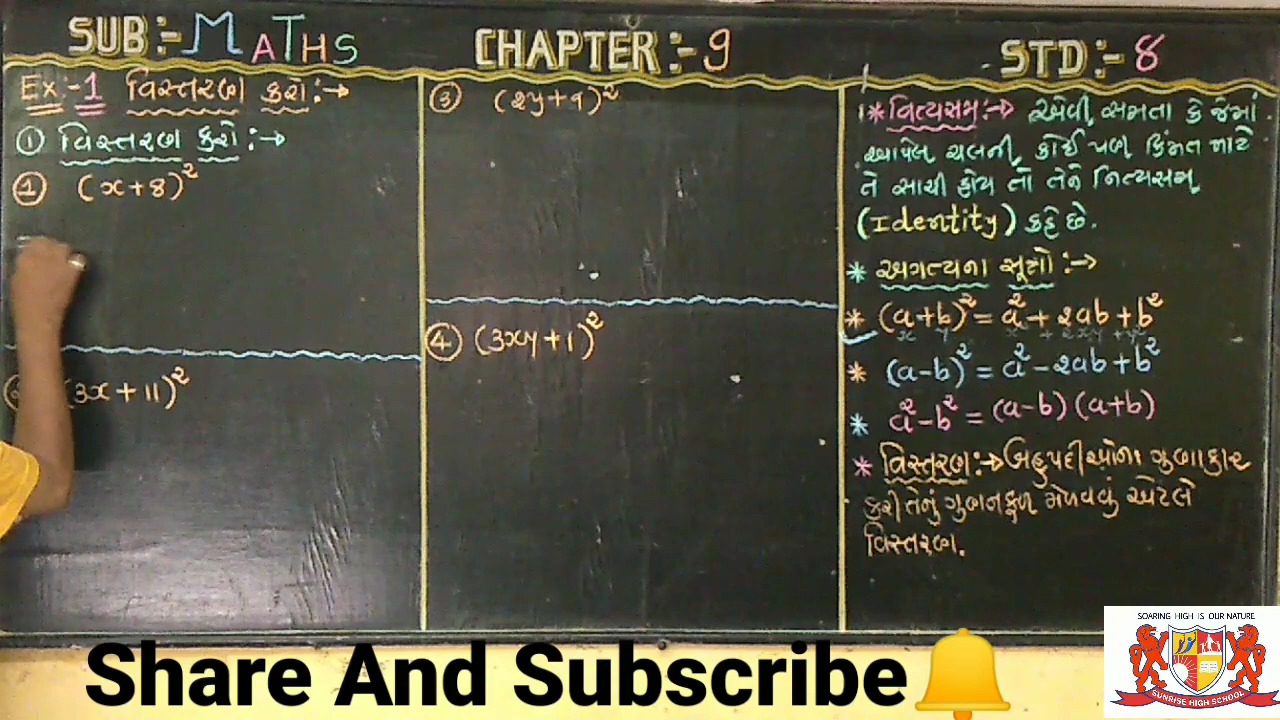 SUB:- MATHS
CHAPTER:- 9
STD:- 8
Ex:-1 વિસ્તરણ કરો:→
① વિસ્તરણ કરો:→
① (x+8)²
=
(3x+11)²
③ (2y+9)²
④ (3xy+1)²
* નિત્યસમ:→ એવી સમતા કે જેમાં
આપેલ ચલની કોઈ પણ કિંમત માટે
તે સાચી હોય તો તેને નિત્યસમ
(Identity) કહે છે.
* અગત્યના સૂત્રો:→
* (a+b)² = a² + 2ab + b²
* (a-b)² = a² - 2ab + b²
* a² - b² = (a-b) (a+b)
* વિસ્તરણ:→ બહુપદીઓના ગુણાકાર
કરી તેનું ગુણનફળ મેળવવું એટલે
વિસ્તરણ.
Share And Subscribe
SOARING HIGH IS OUR NATURE
SUNRISE HIGH SCHOOL